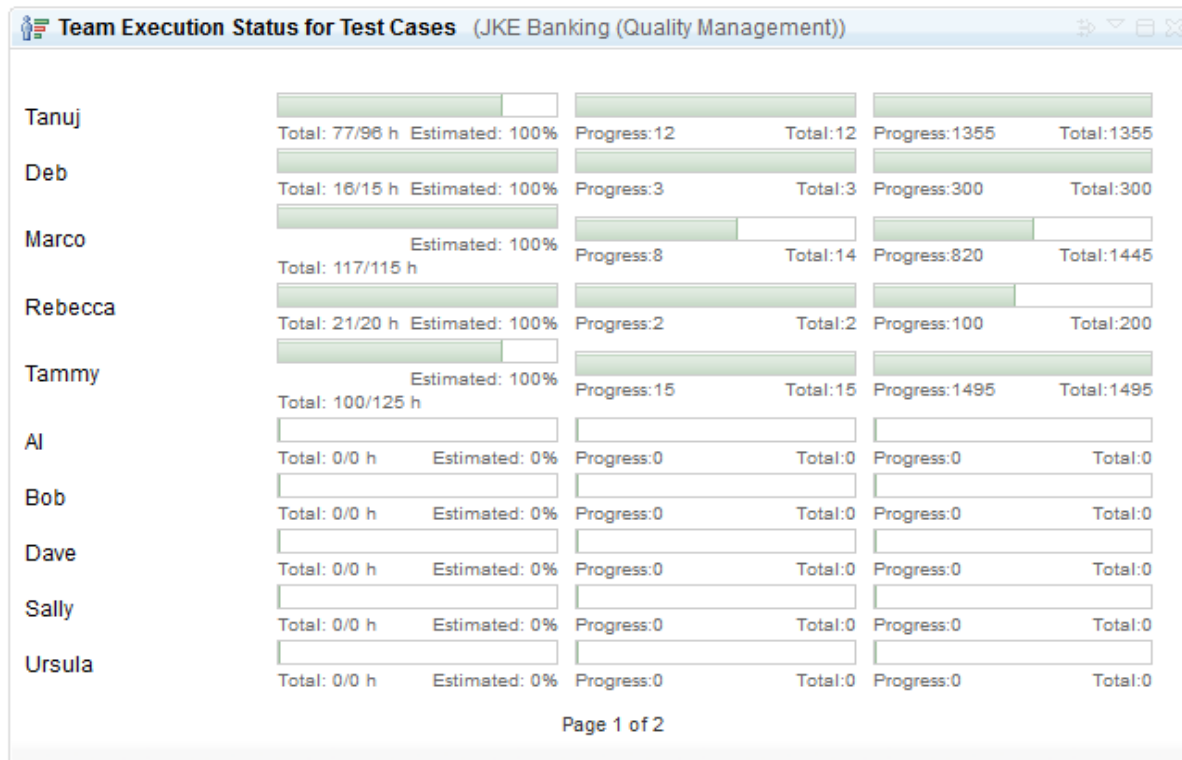 Team Execution Status for Test Cases (JKE Banking (Quality Management))
Tanuj
Total: 77/96 h Estimated: 100% Progress:12 Total:12 Progress:1355 Total:1355
Deb
Total: 16/15 h Estimated: 100% Progress:3 Total:3 Progress:300 Total:300
Marco
Estimated: 100%
Total: 117/115 h
Progress:8 Total:14 Progress:820 Total:1445
Rebecca
Total: 21/20 h Estimated: 100% Progress:2 Total:2 Progress:100 Total:200
Tammy
Estimated: 100%
Total: 100/125 h
Progress:15 Total:15 Progress:1495 Total:1495
Al
Total: 0/0 h Estimated: 0% Progress:0 Total:0 Progress:0 Total:0
Bob
Total: 0/0 h Estimated: 0% Progress:0 Total:0 Progress:0 Total:0
Dave
Total: 0/0 h Estimated: 0% Progress:0 Total:0 Progress:0 Total:0
Sally
Total: 0/0 h Estimated: 0% Progress:0 Total:0 Progress:0 Total:0
Ursula
Total: 0/0 h Estimated: 0% Progress:0 Total:0 Progress:0 Total:0
Page 1 of 2